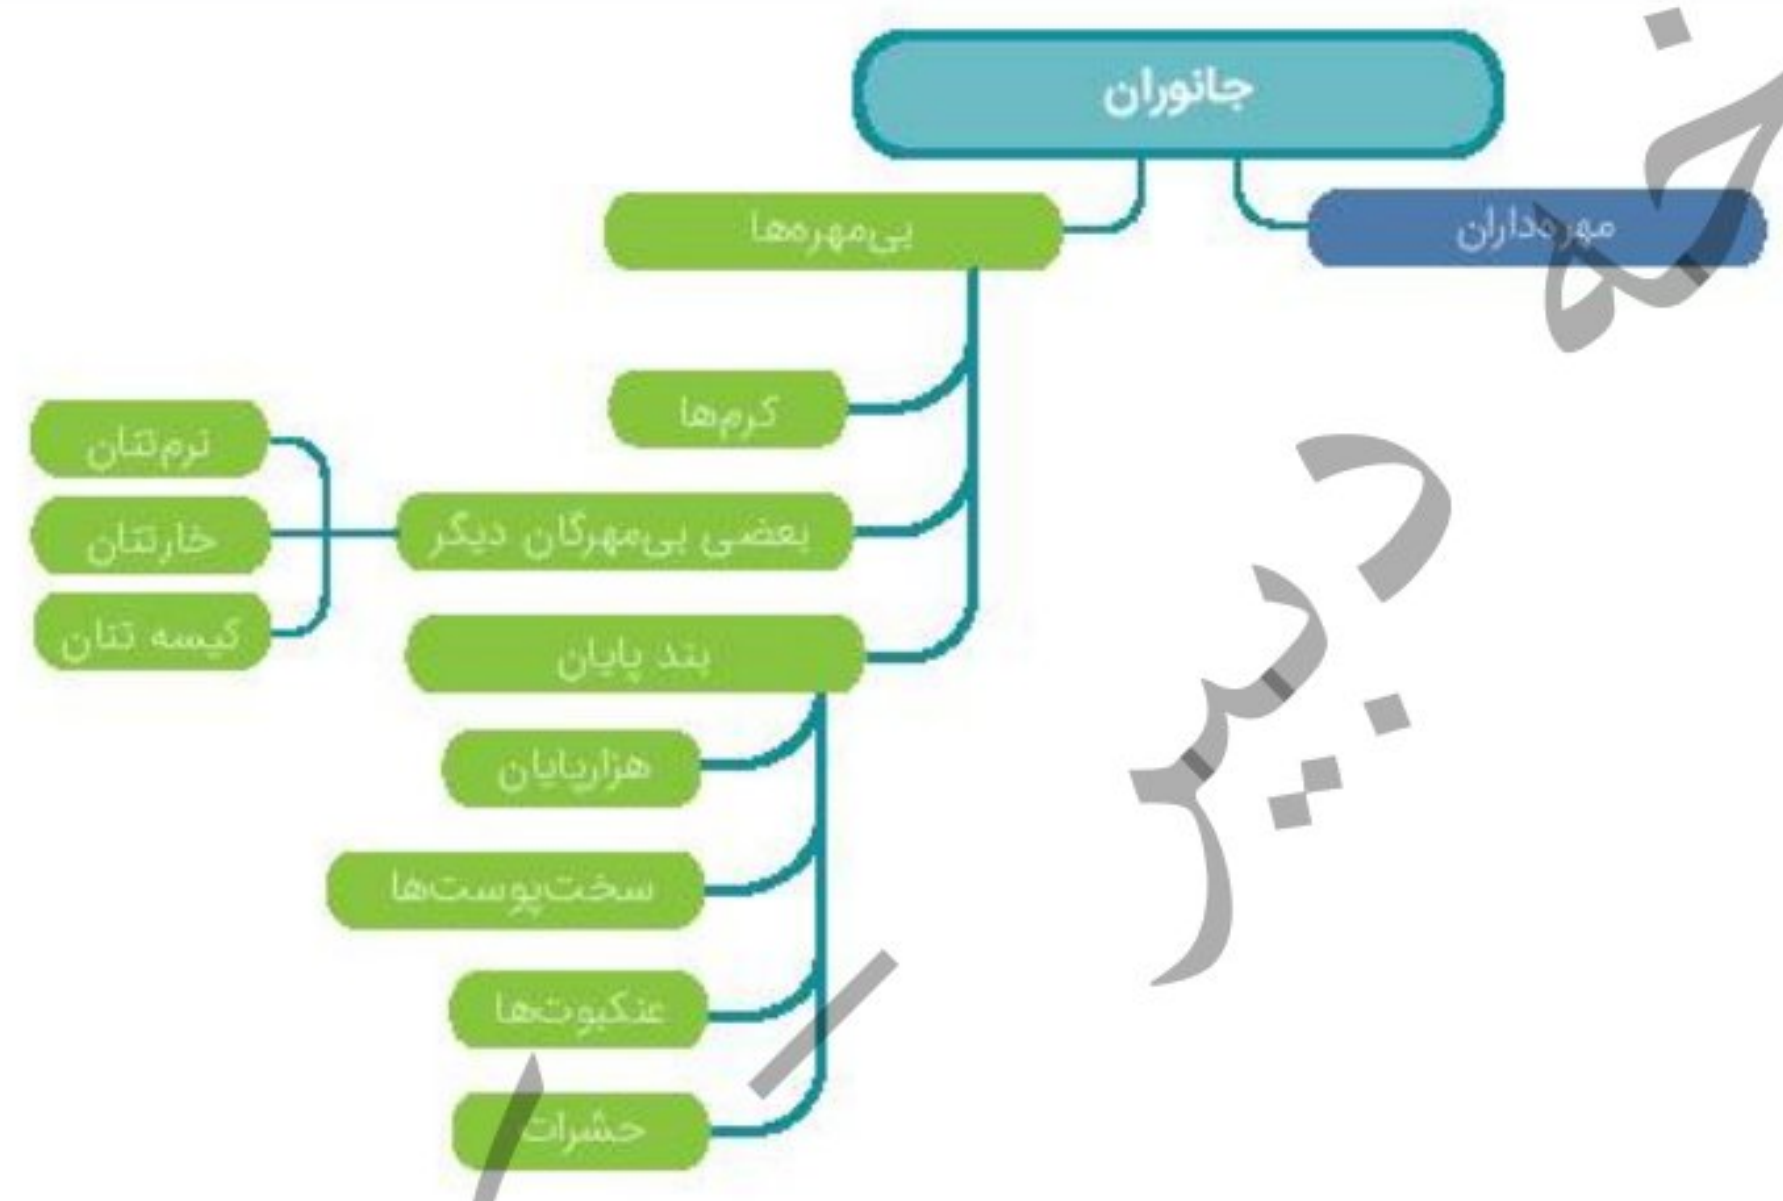 جانوران
مهره‌داران
بی‌مهره‌ها
کرم‌ها
بعضی بی‌مهرگان دیگر
نرم‌تنان
خارتنان
کیسه تنان
بند پایان
هزارپایان
سخت‌پوست‌ها
عنکبوت‌ها
حشرات
دبیر